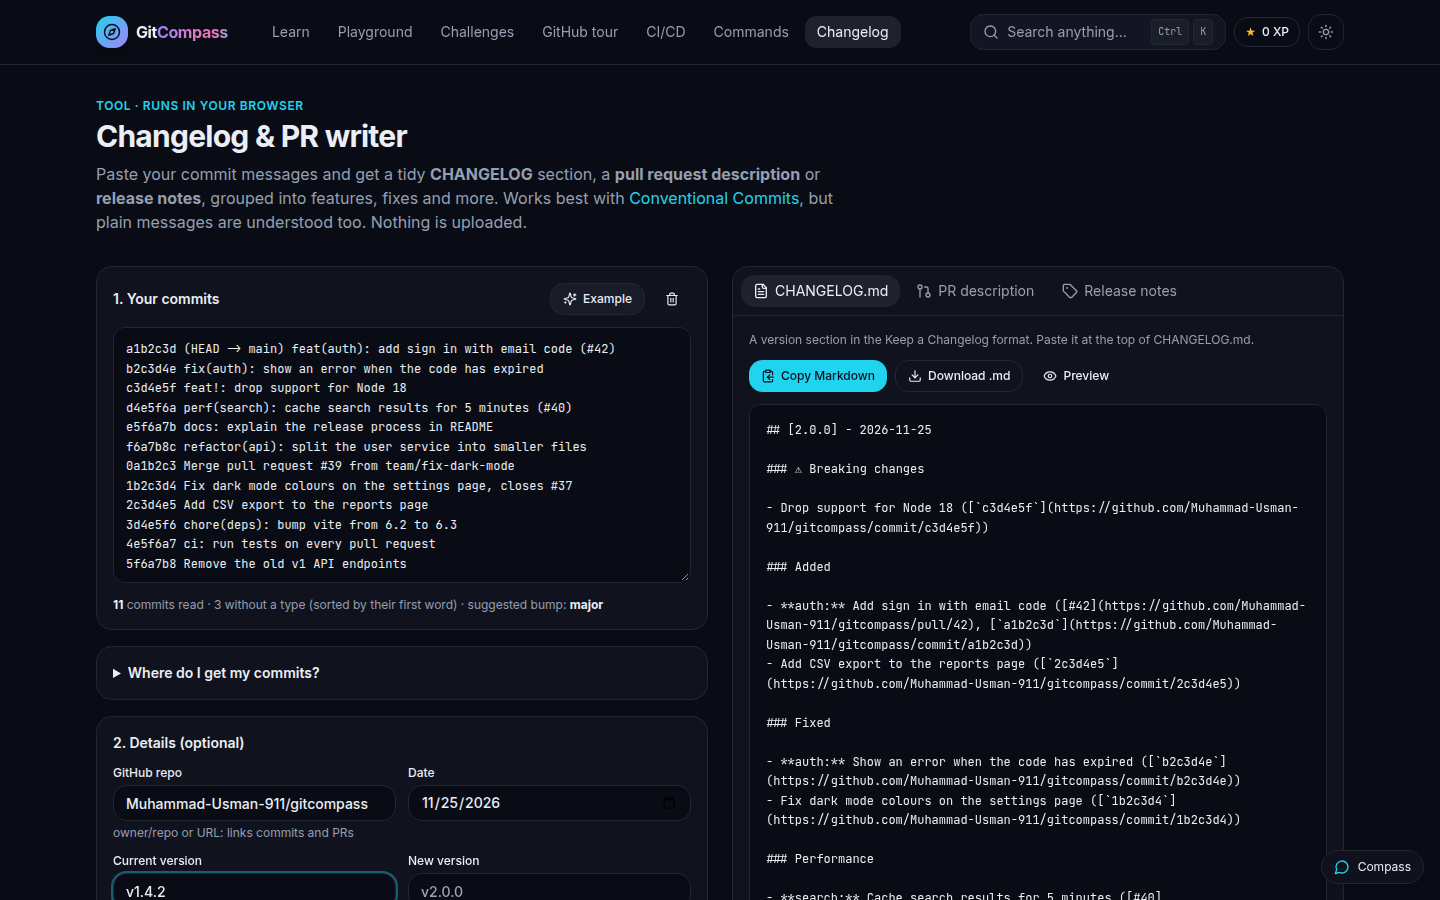 GitCompass
Learn
Playground
Challenges
GitHub tour
CI/CD
Commands
Changelog
Search anything...
Ctrl
K
★ 0 XP
TOOL · RUNS IN YOUR BROWSER
Changelog & PR writer
Paste your commit messages and get a tidy CHANGELOG section, a pull request description or
release notes, grouped into features, fixes and more. Works best with Conventional Commits, but
plain messages are understood too. Nothing is uploaded.
1. Your commits
Example
a1b2c3d (HEAD -> main) feat(auth): add sign in with email code (#42)
b2c3d4e fix(auth): show an error when the code has expired
c3d4e5f feat!: drop support for Node 18
d4e5f6a perf(search): cache search results for 5 minutes (#40)
e5f6a7b docs: explain the release process in README
f6a7b8c refactor(api): split the user service into smaller files
0a1b2c3 Merge pull request #39 from team/fix-dark-mode
1b2c3d4 Fix dark mode colours on the settings page, closes #37
2c3d4e5 Add CSV export to the reports page
3d4e5f6 chore(deps): bump vite from 6.2 to 6.3
4e5f6a7 ci: run tests on every pull request
5f6a7b8 Remove the old v1 API endpoints
11 commits read · 3 without a type (sorted by their first word) · suggested bump: major
Where do I get my commits?
2. Details (optional)
GitHub repo
Date
Muhammad-Usman-911/gitcompass
11/25/2026
owner/repo or URL: links commits and PRs
Current version
New version
v1.4.2
v2.0.0
CHANGELOG.md
PR description
Release notes
A version section in the Keep a Changelog format. Paste it at the top of CHANGELOG.md.
Copy Markdown
Download .md
Preview
## [2.0.0] - 2026-11-25
### ⚠ Breaking changes
- Drop support for Node 18 ([`c3d4e5f`](https://github.com/Muhammad-Usman-
911/gitcompass/commit/c3d4e5f))
### Added
- **auth:** Add sign in with email code ([#42](https://github.com/Muhammad-
Usman-911/gitcompass/pull/42), [`a1b2c3d`](https://github.com/Muhammad-
Usman-911/gitcompass/commit/a1b2c3d))
- Add CSV export to the reports page ([`2c3d4e5`]
(https://github.com/Muhammad-Usman-911/gitcompass/commit/2c3d4e5))
### Fixed
- **auth:** Show an error when the code has expired ([`b2c3d4e`]
(https://github.com/Muhammad-Usman-911/gitcompass/commit/b2c3d4e))
- Fix dark mode colours on the settings page ([`1b2c3d4`]
(https://github.com/Muhammad-Usman-911/gitcompass/commit/1b2c3d4))
### Performance
- **search:** Cache search results for 5 minutes ([#40]
Compass